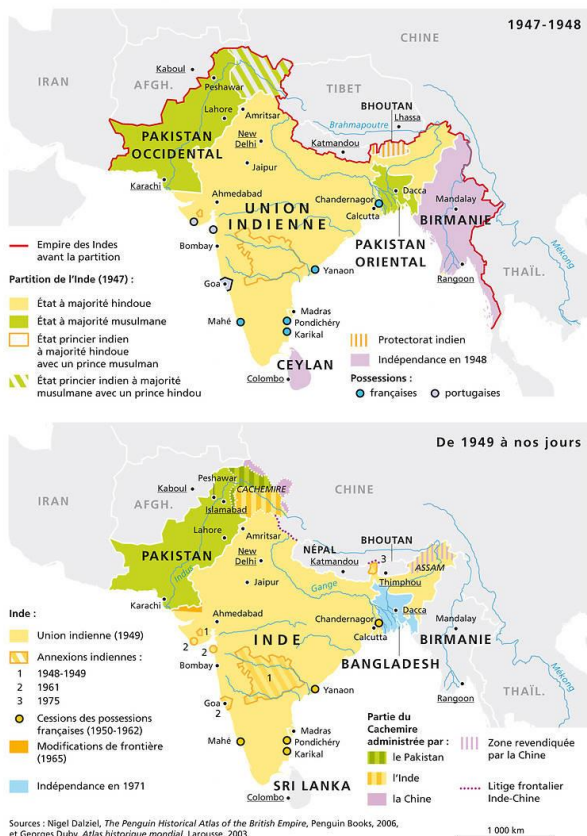 1947-1948
CHINE
IRAN
Kaboul
AFGH.
Peshawar
TIBET
Lahore
Amritsar
BHOUTAN
Lhassa
Brahmapoutre
PAKISTAN
OCCIDENTAL
New
Delhi
Katmandou
Jaipur
Karachi
Ahmedabad
Chandernagor
Dacca
Mandalay
UNION
INDIENNE
Calcutta
BIRMANIE
PAKISTAN
ORIENTAL
Bombay
Yanaon
Rangoon
Mékong
THAÏL.
Goa
Madras
Mahé
Pondichéry
Karikal
CEYLAN
Colombo
Empire des Indes
avant la partition
Partition de l'Inde (1947) :
État à majorité hindoue
État à majorité musulmane
État princier indien
à majorité hindoue
avec un prince musulman
État princier indien à majorité
musulmane avec un prince hindou
Protectorat indien
Indépendance en 1948
Possessions :
françaises
portugaises
De 1949 à nos jours
IRAN
Kaboul
AFGH.
Peshawar
CACHEMIRE
CHINE
Islamabad
Lahore
Amritsar
PAKISTAN
New
Delhi
NÉPAL
Katmandou
BHOUTAN
3
ASSAM
Thimphou
Indus
Jaipur
Gange
Karachi
Ahmedabad
Chandernagor
Dacca
Mandalay
1
2
2
INDE
Calcutta
BIRMANIE
BANGLADESH
Bombay
1
Yanaon
Rangoon
Mékong
THAÏL.
Goa
2
Madras
Mahé
Pondichéry
Karikal
SRI LANKA
Colombo
Inde :
Union indienne (1949)
Annexions indiennes :
1 1948-1949
2 1961
3 1975
Cessions des possessions
françaises (1950-1962)
Modifications de frontière
(1965)
Indépendance en 1971
Partie du
Cachemire
administrée par :
le Pakistan
l'Inde
la Chine
Zone revendiquée
par la Chine
Litige frontalier
Inde-Chine
1 000 km
Sources : Nigel Dalziel, The Penguin Historical Atlas of the British Empire, Penguin Books, 2006,
et Georges Duby, Atlas historique mondial, Larousse, 2003.